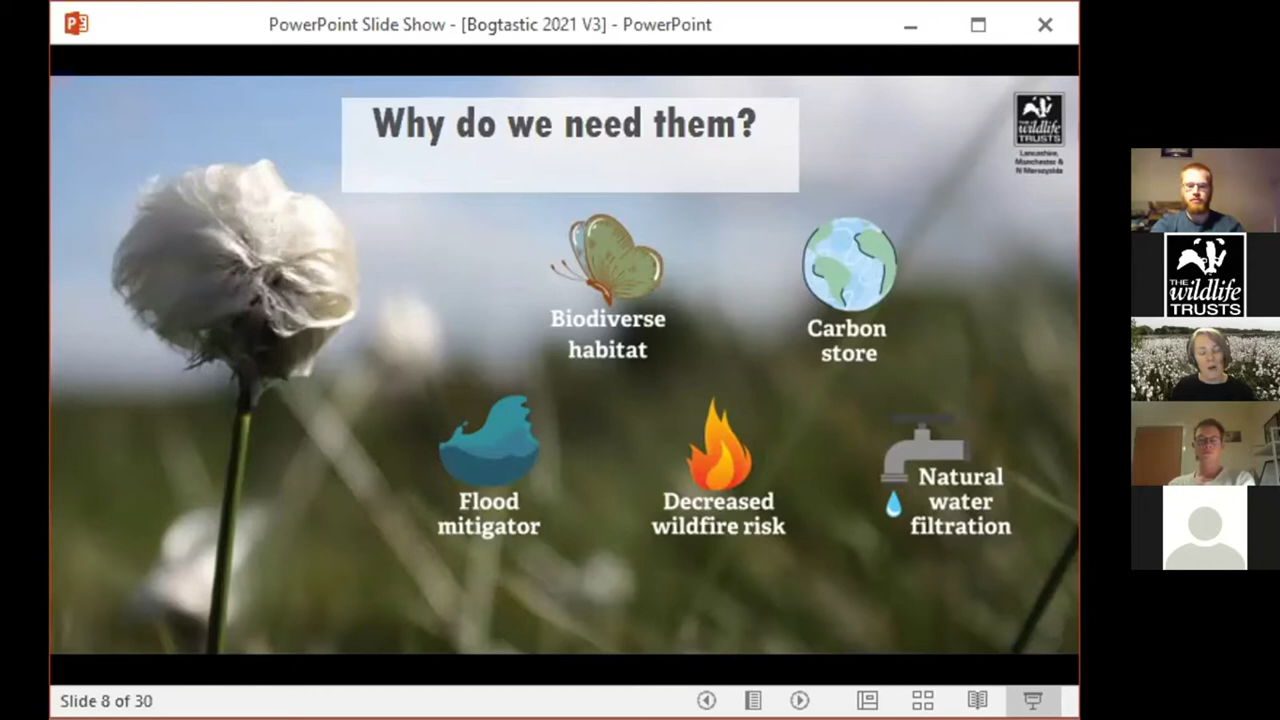 PowerPoint Slide Show - [Bogtastic 2021 V3] - PowerPoint
Why do we need them?
THE
wildlife
TRUSTS
Lancashire,
Manchester &
N Merseyside
Biodiverse
habitat
Carbon
store
Flood
mitigator
Decreased
wildfire risk
Natural
water
filtration
THE
wildlife
TRUSTS
Slide 8 of 30